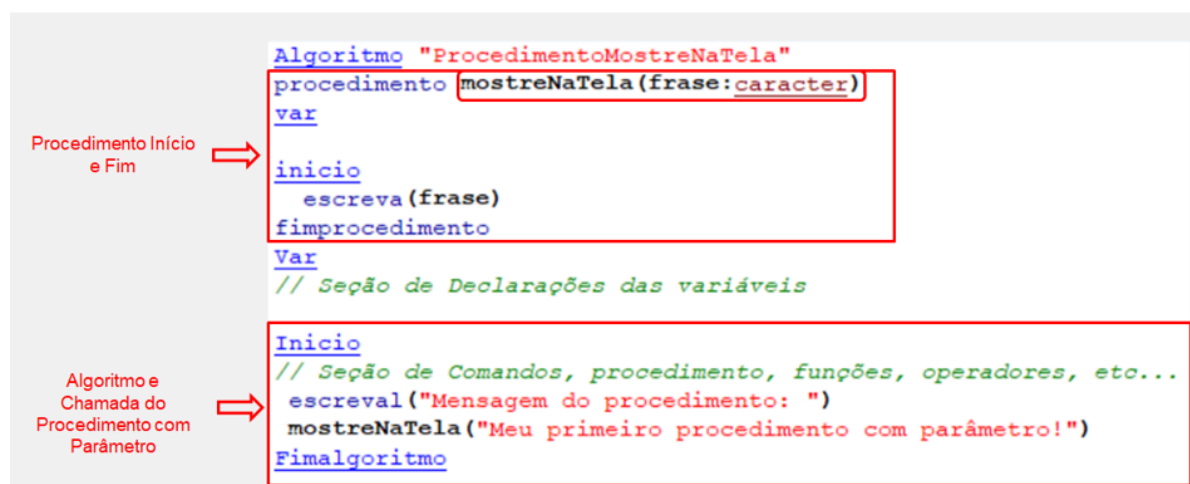 Algoritmo "ProcedimentoMostreNaTela"
procedimento mostreNaTela(frase:caracter)
var
Procedimento Início
e Fim
inicio
escreva(frase)
fimprocedimento
Var
// Seção de Declarações das variáveis
Inicio
// Seção de Comandos, procedimento, funções, operadores, etc...
Algoritmo e
Chamada do
Procedimento com
Parâmetro
escreval("Mensagem do procedimento: ")
mostreNaTela("Meu primeiro procedimento com parâmetro!")
Fimalgoritmo